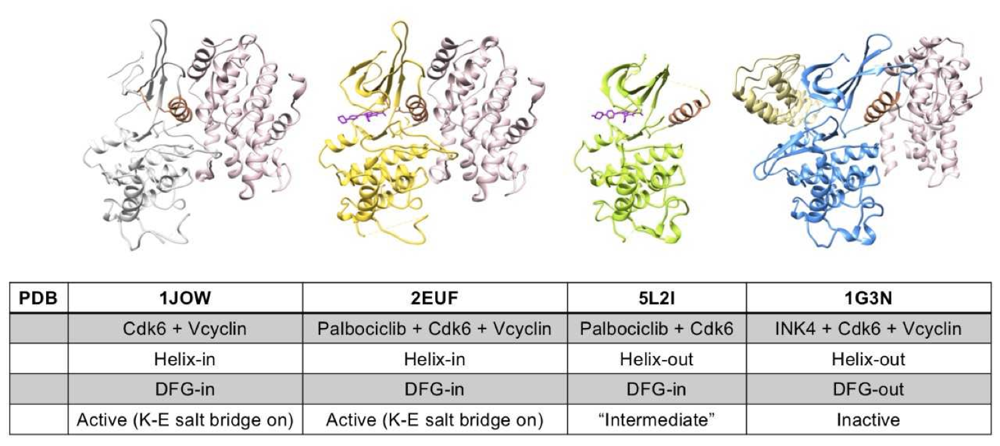 PDB 1JOW 2EUF 5L2I 1G3N
Cdk6 + Vcyclin Palbociclib + Cdk6 + Vcyclin Palbociclib + Cdk6 INK4 + Cdk6 + Vcyclin
Helix-in Helix-in Helix-out Helix-out
DFG-in DFG-in DFG-in DFG-out
Active (K-E salt bridge on) Active (K-E salt bridge on) “Intermediate” Inactive